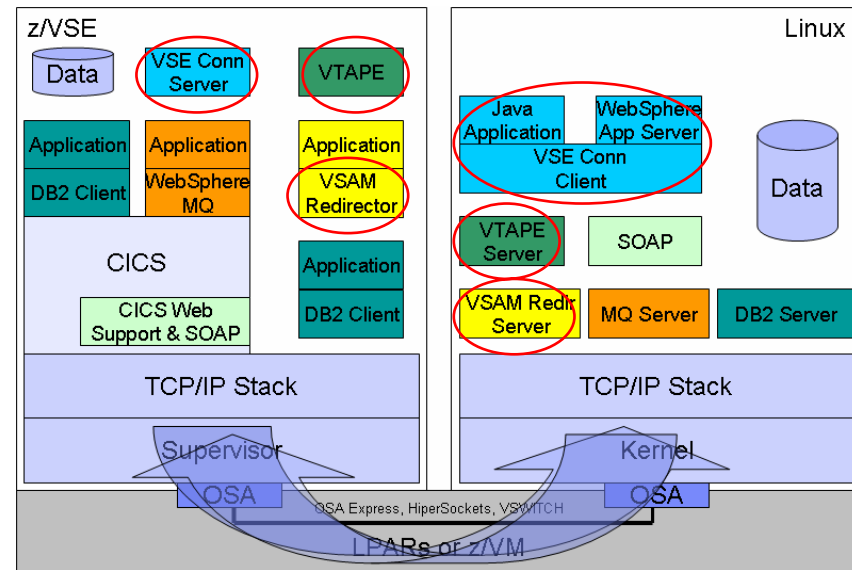 z/VSE
Data
VSE Conn
Server
VTAPE
Application
DB2 Client
Application
WebSphere
MQ
Application
VSAM
Redirector
CICS
CICS Web
Support & SOAP
Application
DB2 Client
TCP/IP Stack
Supervisor
OSA
Linux
Java
Application
WebSphere
App Server
VSE Conn
Client
Data
VTAPE
Server
SOAP
VSAM Redir
Server
MQ Server
DB2 Server
TCP/IP Stack
Kernel
OSA
OSA Express, HiperSockets, VSWITCH
LPARs or z/VM